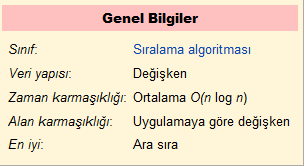 Genel Bilgiler
Sınıf: Sıralama algoritması
Veri yapısı: Değişken
Zaman karmaşıklığı: Ortalama O(n log n)
Alan karmaşıklığı: Uygulamaya göre değişken
En iyi: Ara sıra